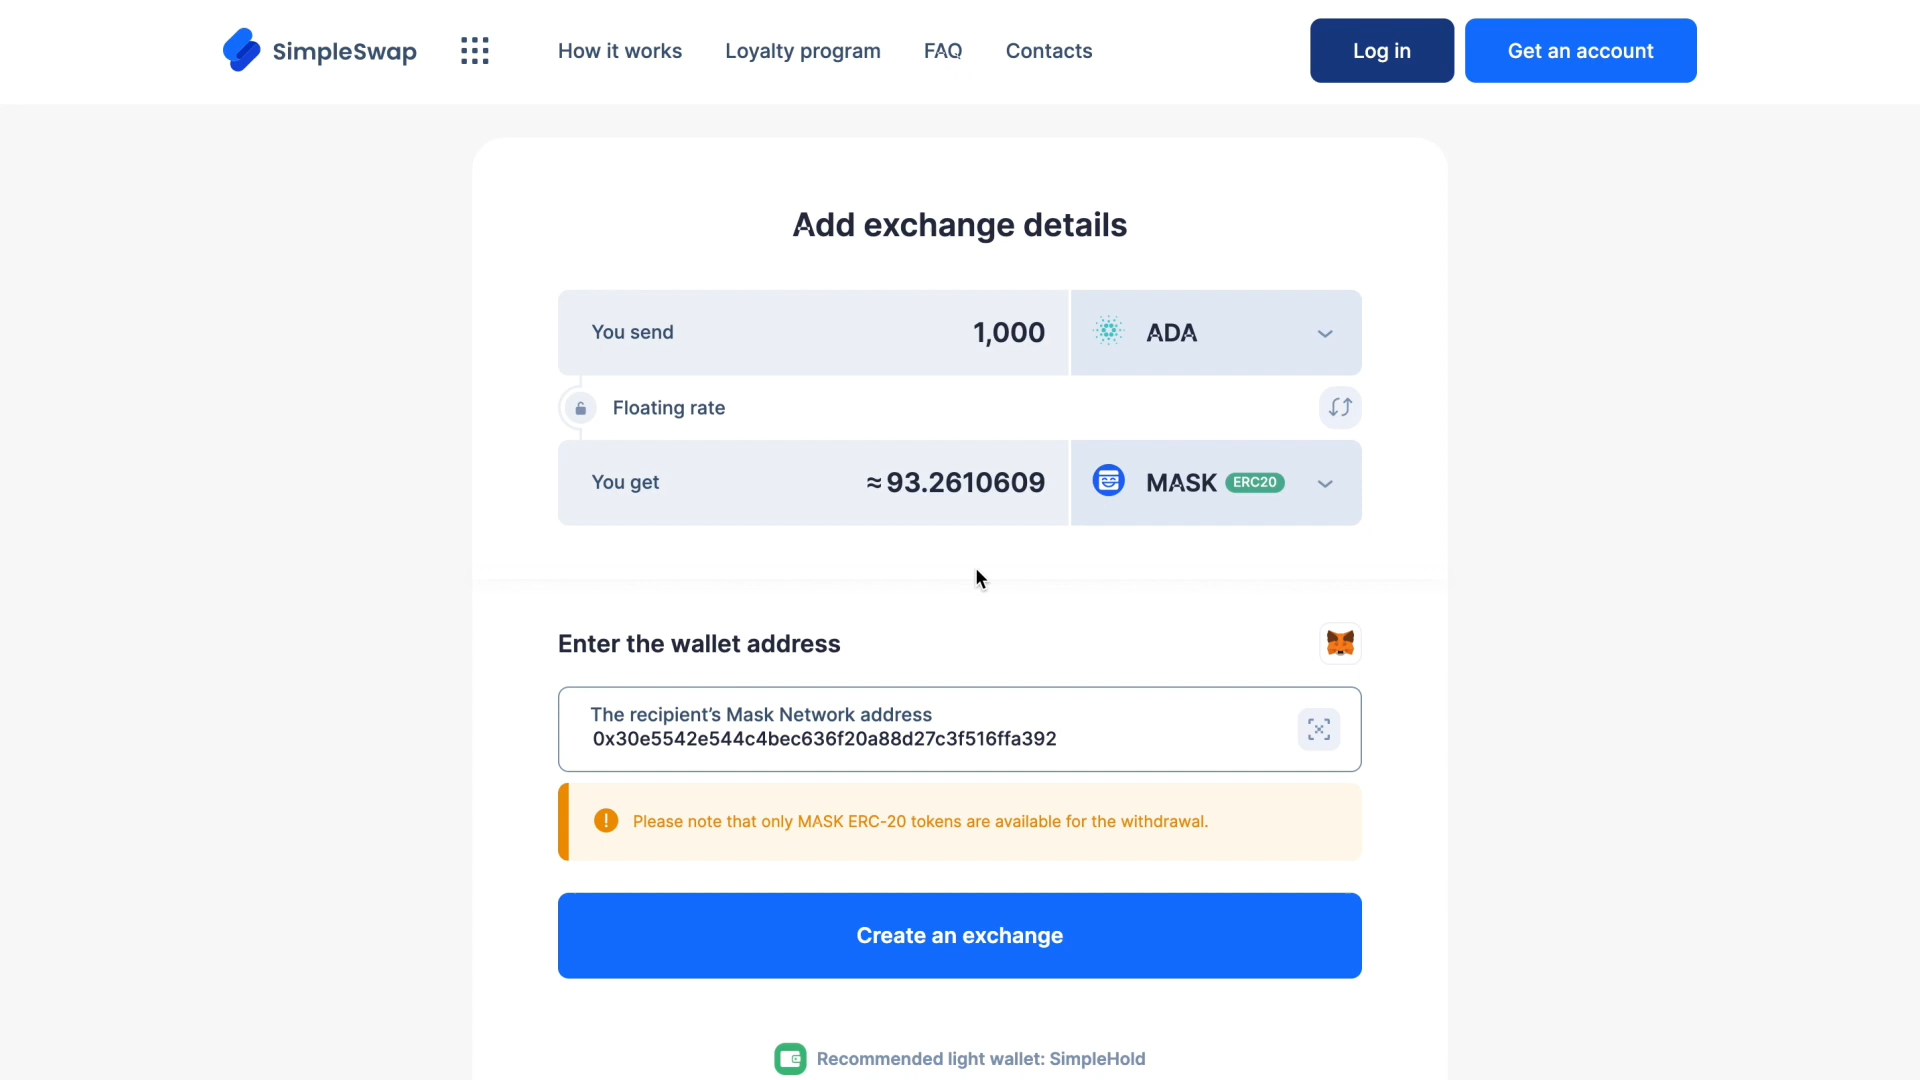 SimpleSwap
How it works
Loyalty program
FAQ
Contacts
Log in
Get an account
Add exchange details
You send 1,000 ADA
Floating rate
You get ≈ 93.2610609 MASK ERC20
Enter the wallet address
The recipient's Mask Network address
0x30e5542e544c4bec636f20a88d27c3f516ffa392
! Please note that only MASK ERC-20 tokens are available for the withdrawal.
Create an exchange
Recommended light wallet: SimpleHold